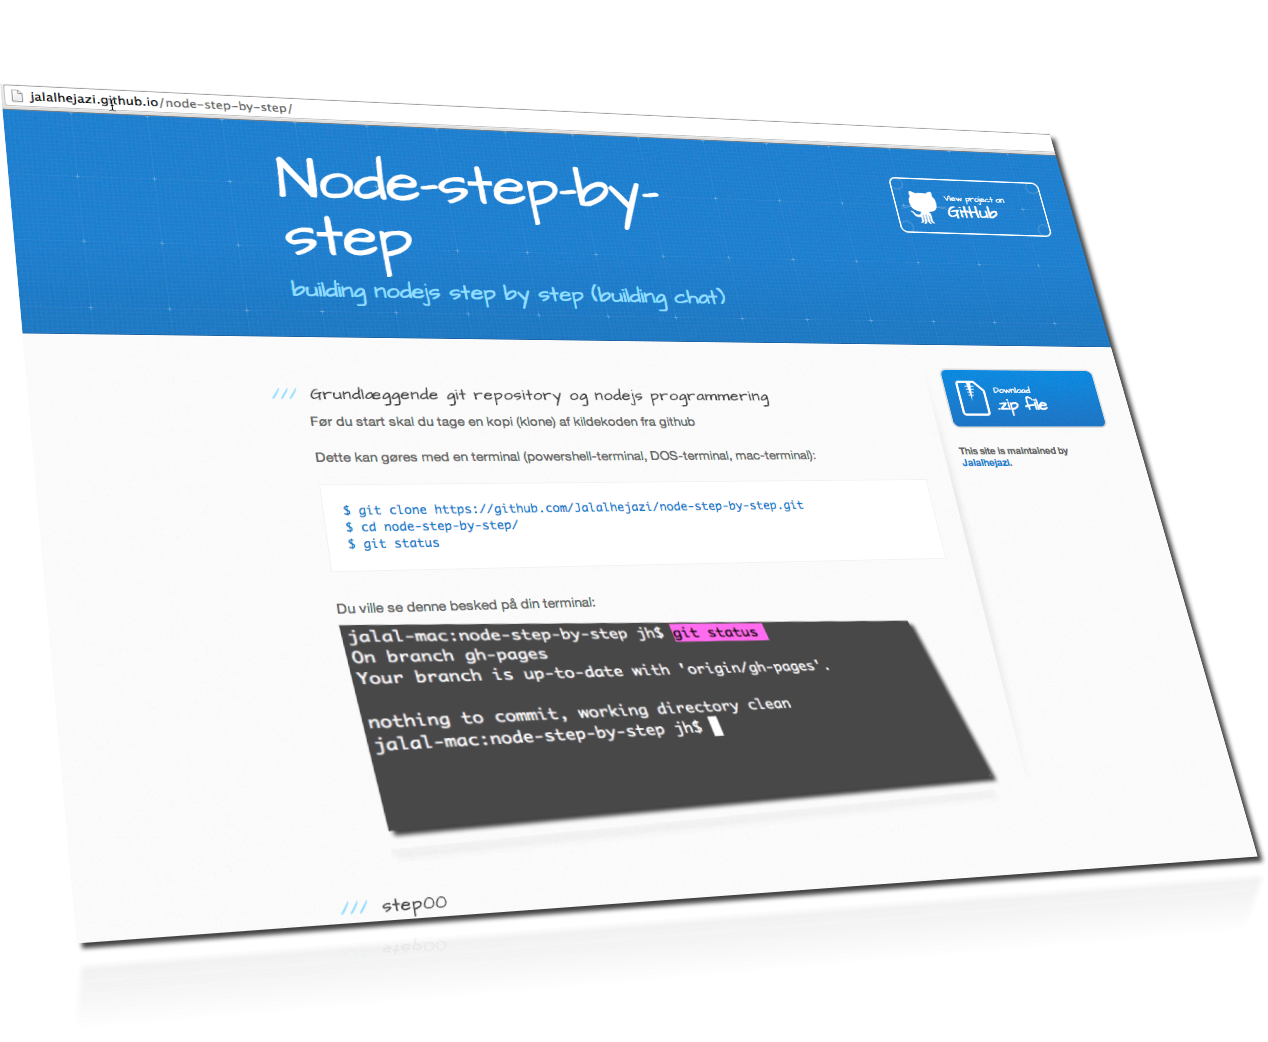 jalalhejazi.github.io/node-step-by-step/
Node-step-by-
step
building nodejs step by step (building chat)
View project on
GitHub
/// Grundlæggende git repository og nodejs programmering
Før du start skal du tage en kopi (klone) af kildekoden fra github
Dette kan gøres med en terminal (powershell-terminal, DOS-terminal, mac-terminal):
$ git clone https://github.com/Jalalhejazi/node-step-by-step.git
$ cd node-step-by-step/
$ git status
Download
zip file
This site is maintained by
Jalalhejazi.
Du ville se denne besked på din terminal:
jalal-mac:node-step-by-step jh$ git status
On branch gh-pages
Your branch is up-to-date with 'origin/gh-pages'.
nothing to commit, working directory clean
jalal-mac:node-step-by-step jh$
/// step00